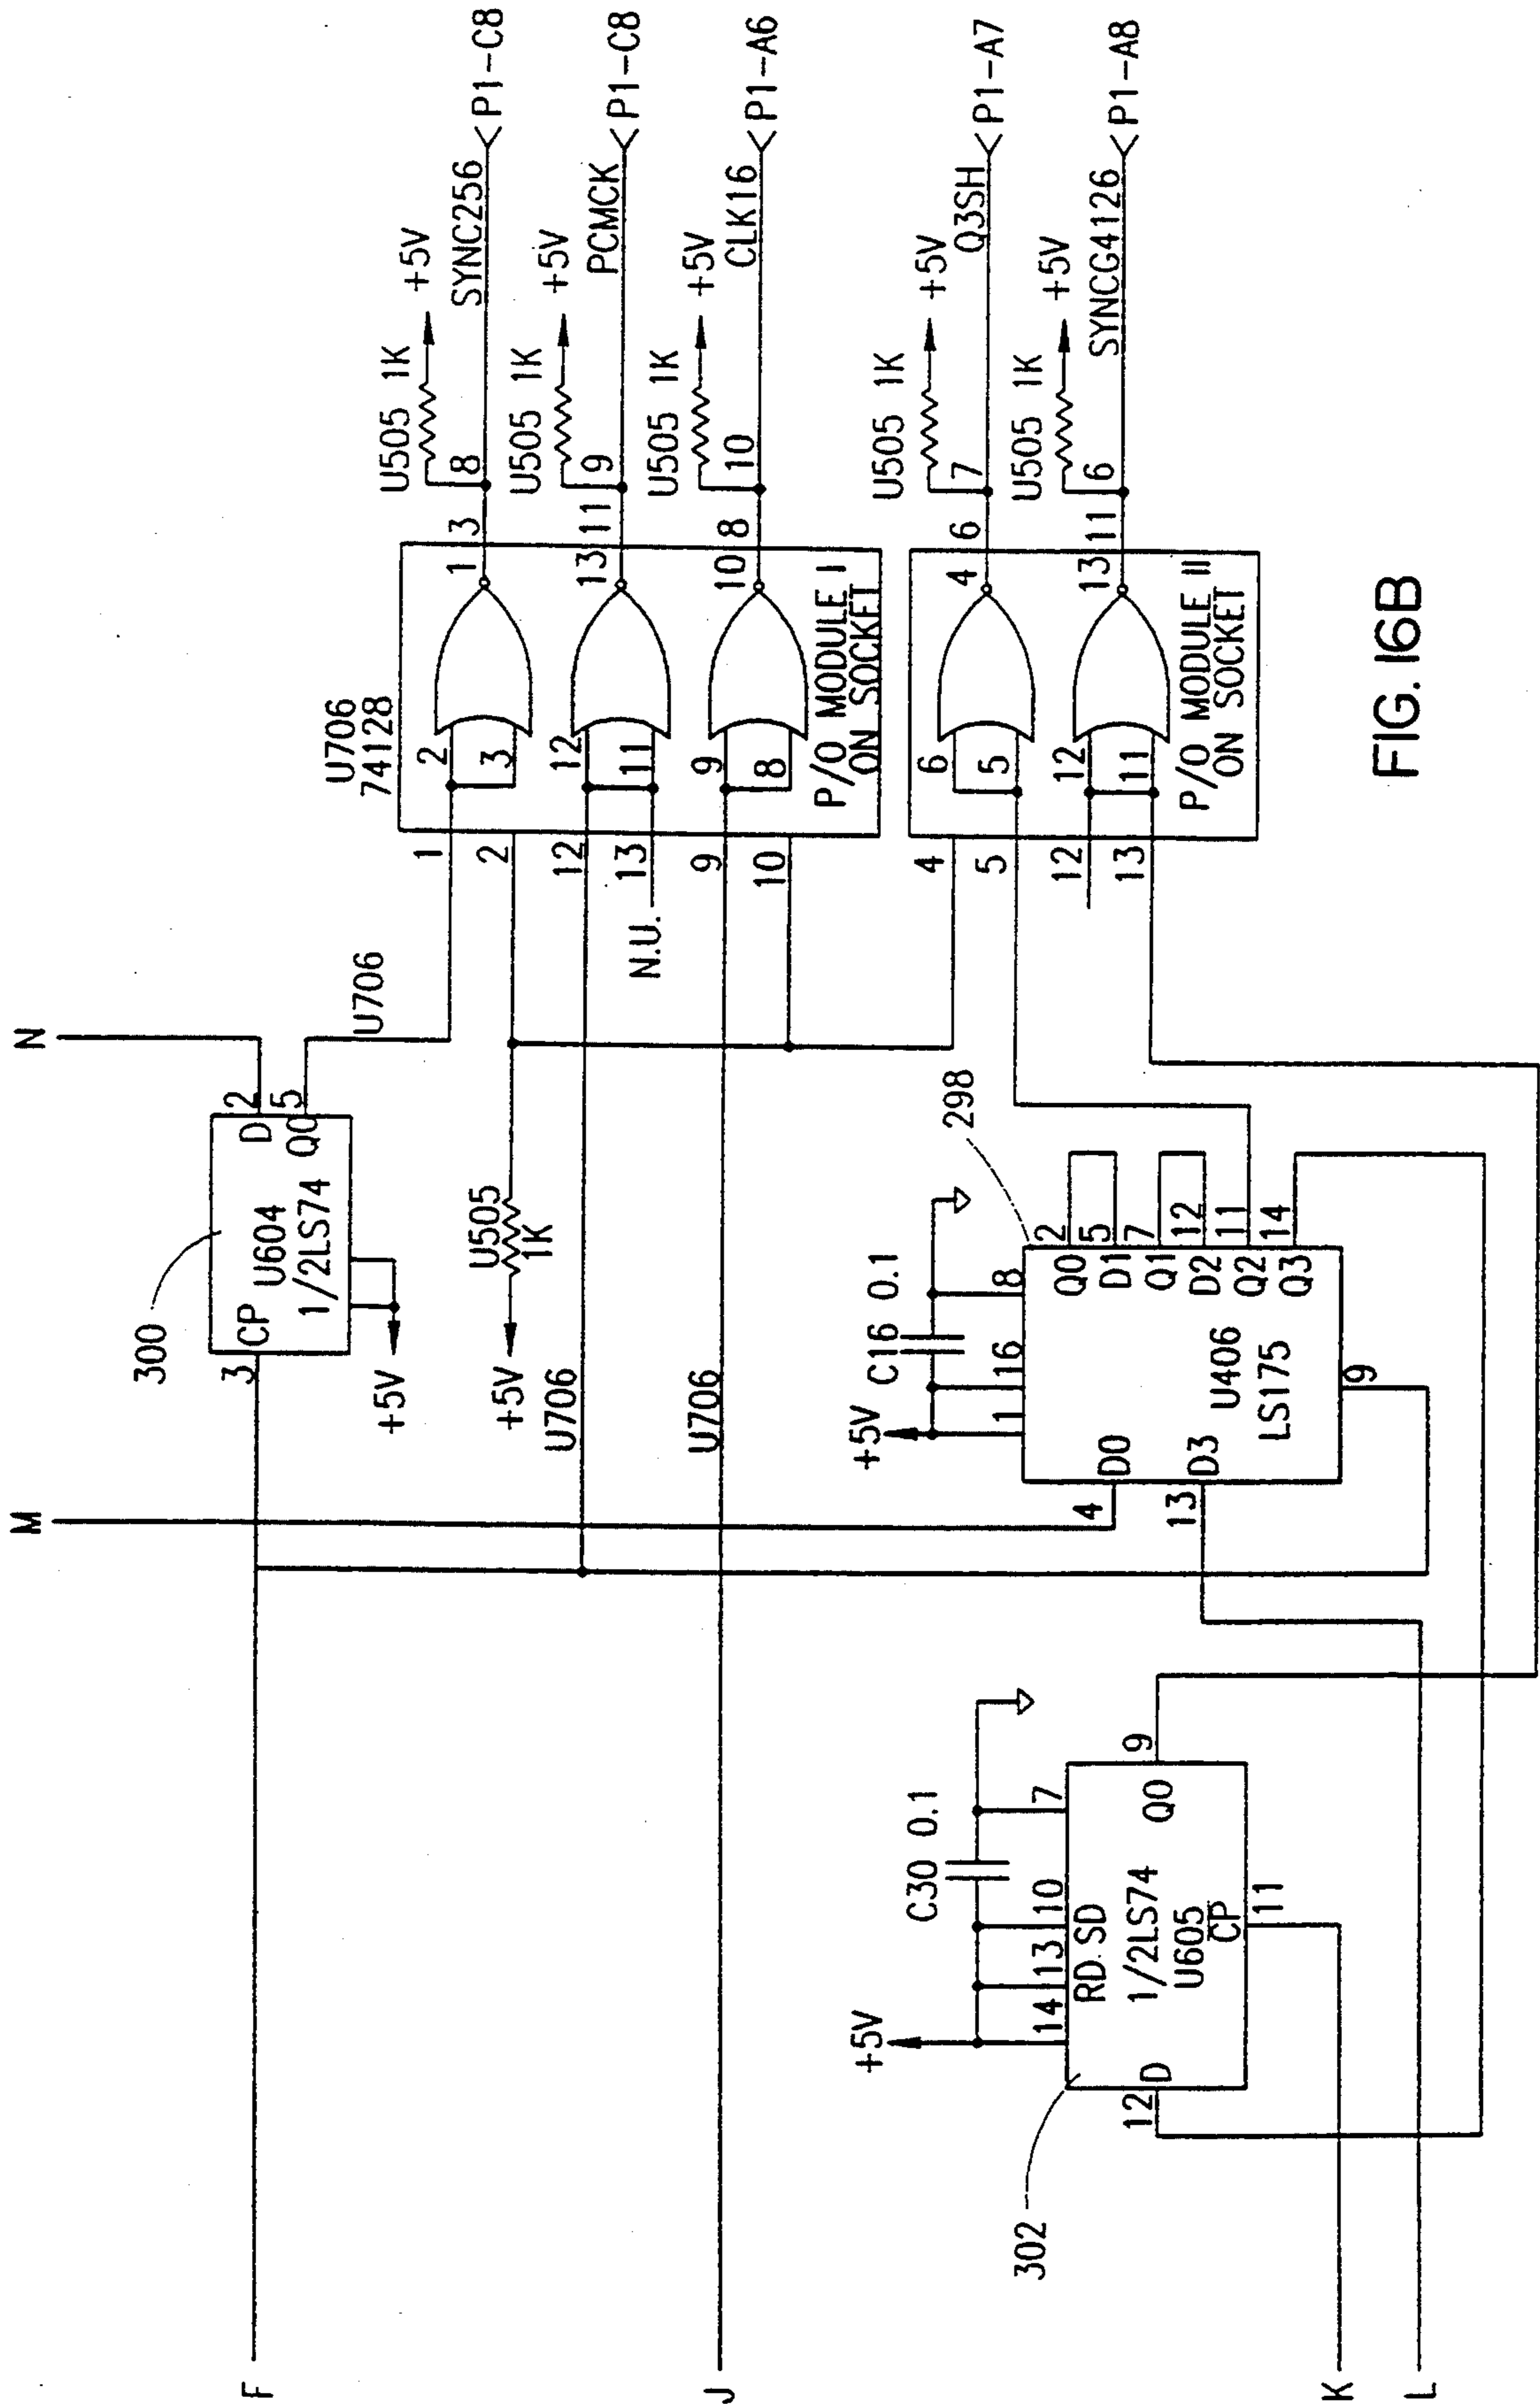 F
J
K
L
M
N
300
3
CP
D
2
Q0
5
U604
1/2LS74
+5V
U706
U505
1K
+5V
U706
U706
U706
74128
1
2
12
13
N.U.
9
10
2
3
1
3
12
11
13
11
9
8
10
8
P/O MODULE I
ON SOCKET
U505 1K
+5V
8
SYNC256
P1-C8
U505 1K
+5V
9
PCMCK
P1-C8
U505 1K
+5V
10
CLK16
P1-A6
4
5
12
13
6
5
4
6
12
11
13
11
P/O MODULE II
ON SOCKET
U505 1K
+5V
7
Q3SH
P1-A7
U505 1K
+5V
6
SYNCG4126
P1-A8
298
+5V
C16 0.1
1
16
8
4
D0
13
D3
U406
LS175
9
Q0
2
D1
5
Q1
7
D2
12
Q2
11
Q3
14
302
+5V
C30 0.1
14
13
10
7
RD
SD
12
D
1/2LS74
U605
CP
11
Q0
9
FIG. 16B